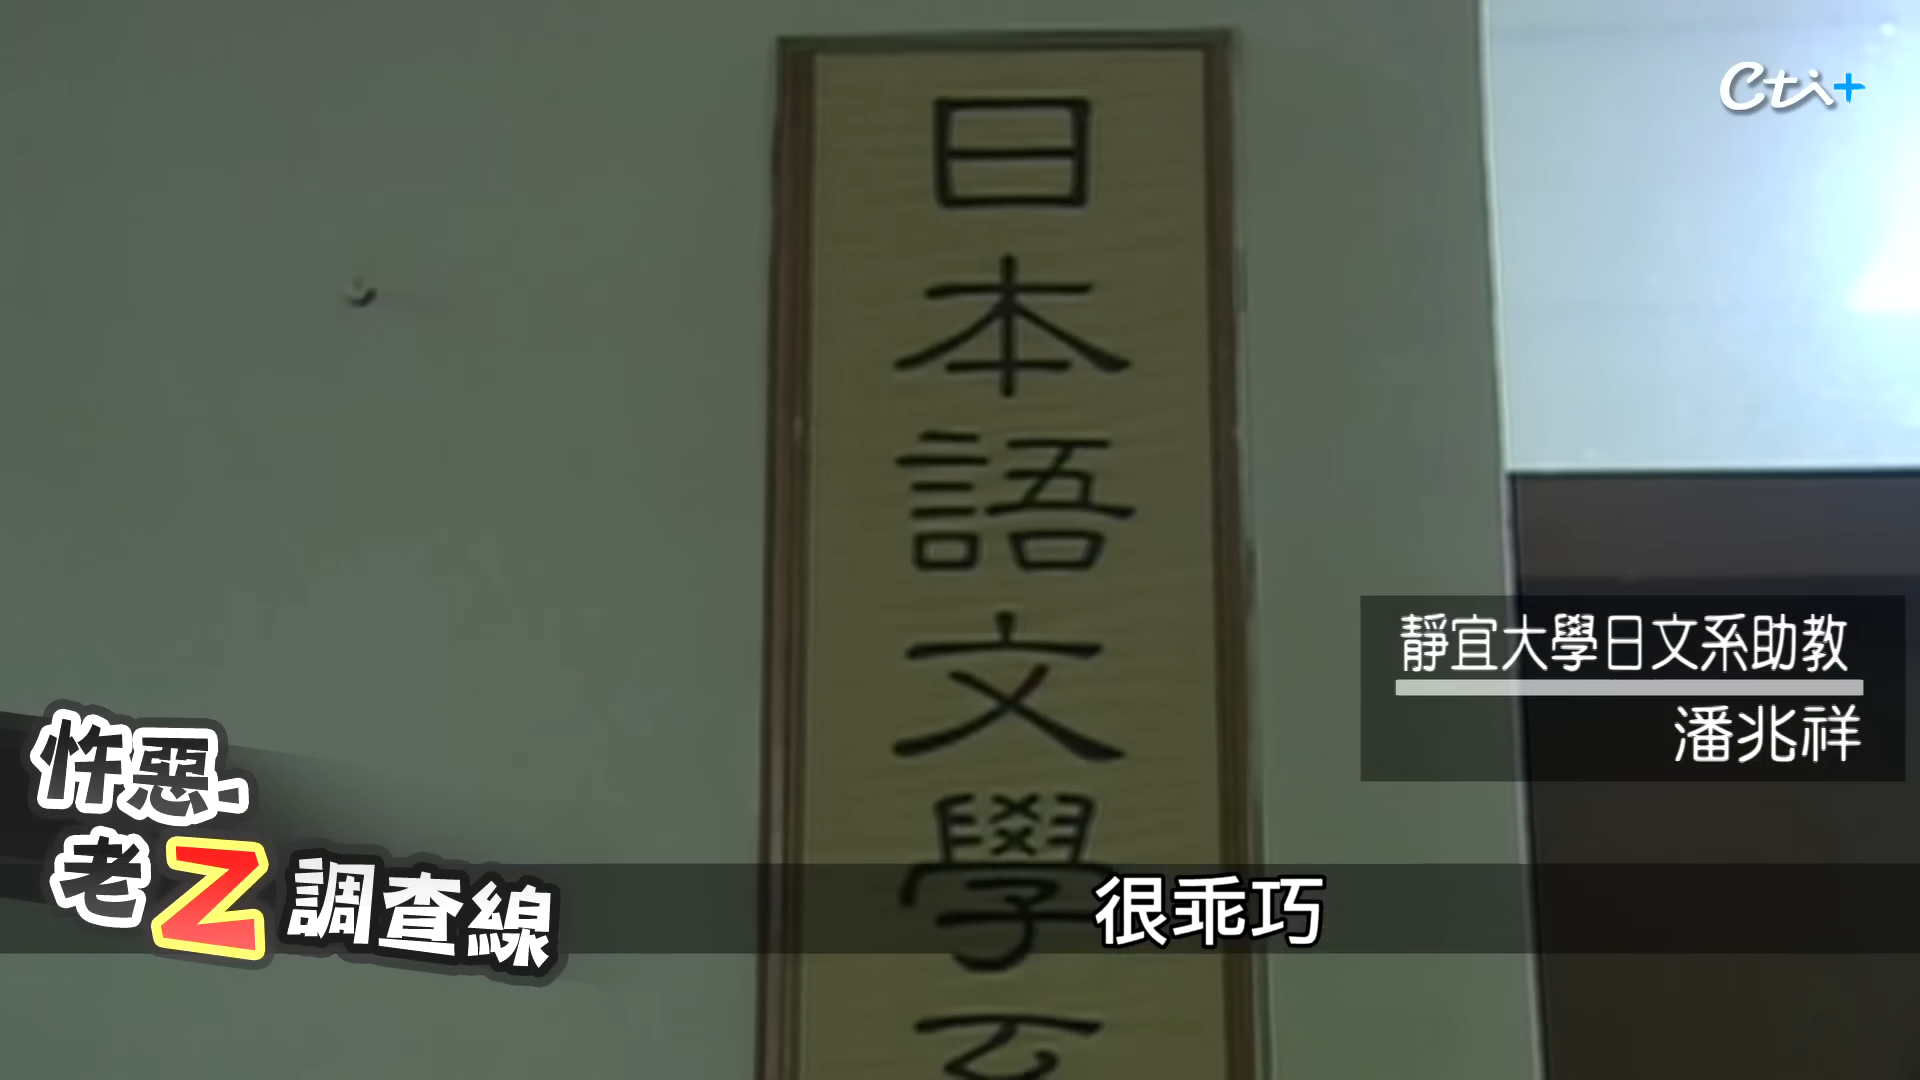 日本語文學
Cti+
靜宜大學日文系助教
潘兆祥
忤惡-
老Z調查線
很乖巧